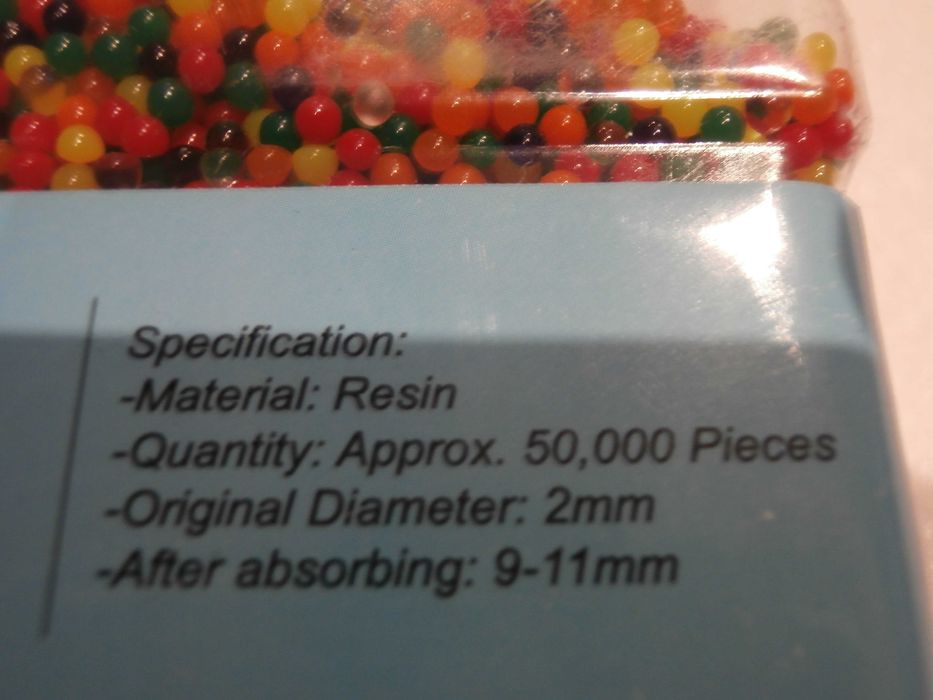 Specification:
-Material: Resin
-Quantity: Approx. 50,000 Pieces
-Original Diameter: 2mm
-After absorbing: 9-11mm